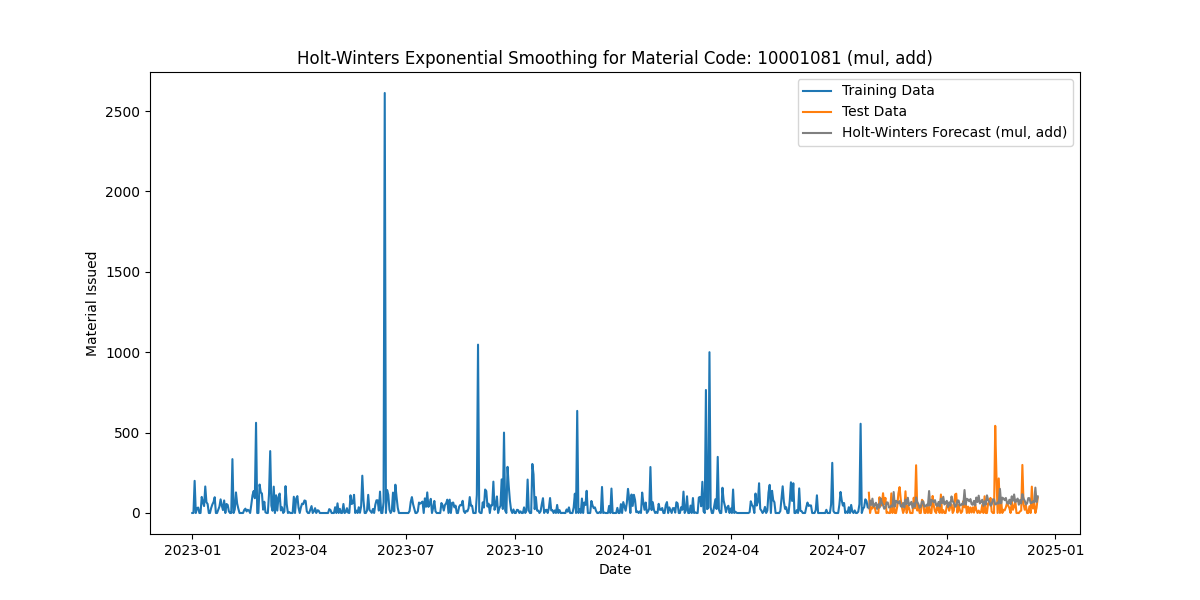 Holt-Winters Exponential Smoothing for Material Code: 10001081 (mul, add)
Training Data
Test Data
Holt-Winters Forecast (mul, add)
2500
2000
1500
1000
500
0
Material Issued
2023-01
2023-04
2023-07
2023-10
2024-01
2024-04
2024-07
2024-10
2025-01
Date